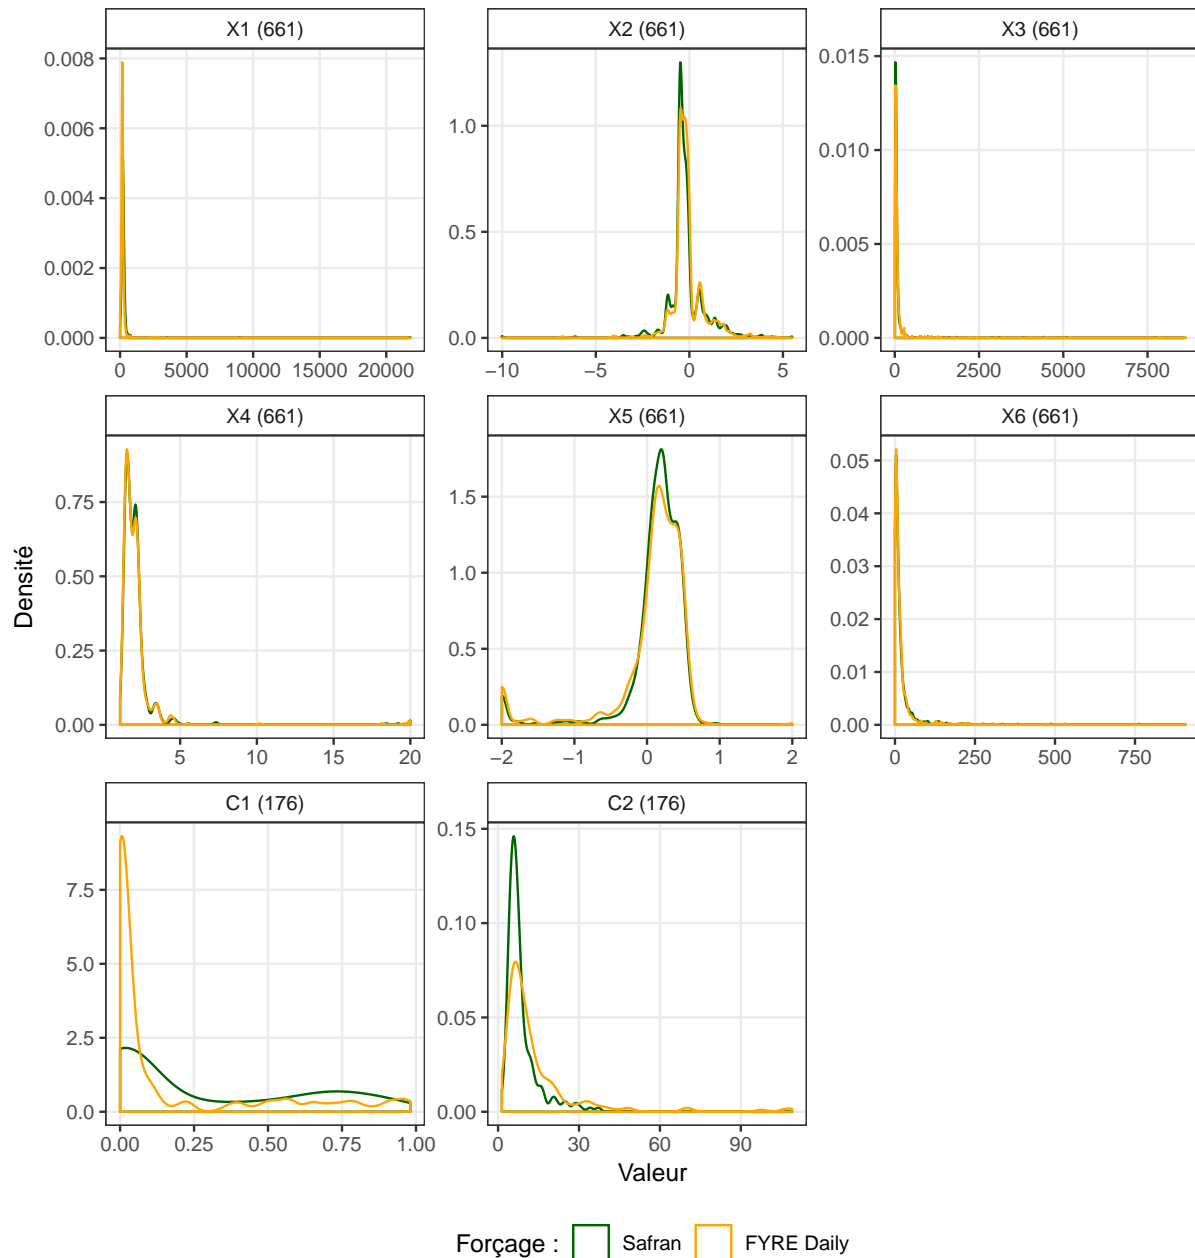 X1 (661)
X2 (661)
X3 (661)
0.008
0.006
0.004
0.002
0.000
0 5000 10000 15000 20000
1.0
0.5
0.0
−10 −5 0 5
0.015
0.010
0.005
0.000
0 2500 5000 7500
X4 (661)
X5 (661)
X6 (661)
0.75
0.50
0.25
0.00
5 10 15 20
1.5
1.0
0.5
0.0
−2 −1 0 1 2
0.05
0.04
0.03
0.02
0.01
0.00
0 250 500 750
C1 (176)
C2 (176)
7.5
5.0
2.5
0.0
0.00 0.25 0.50 0.75 1.00
0.15
0.10
0.05
0.00
0 30 60 90
Densité
Valeur
Forçage : Safran FYRE Daily